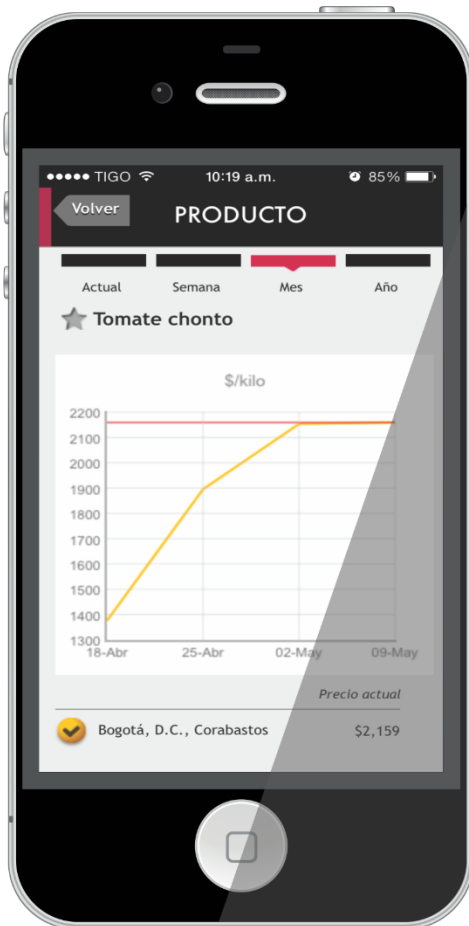 TIGO 10:19 a.m. 85%
Volver PRODUCTO
Actual Semana Mes Año
Tomate chonto
$/kilo
2200
2100
2000
1900
1800
1700
1600
1500
1400
1300
18-Abr 25-Abr 02-May 09-May
Precio actual
Bogotá, D.C., Corabastos $2,159